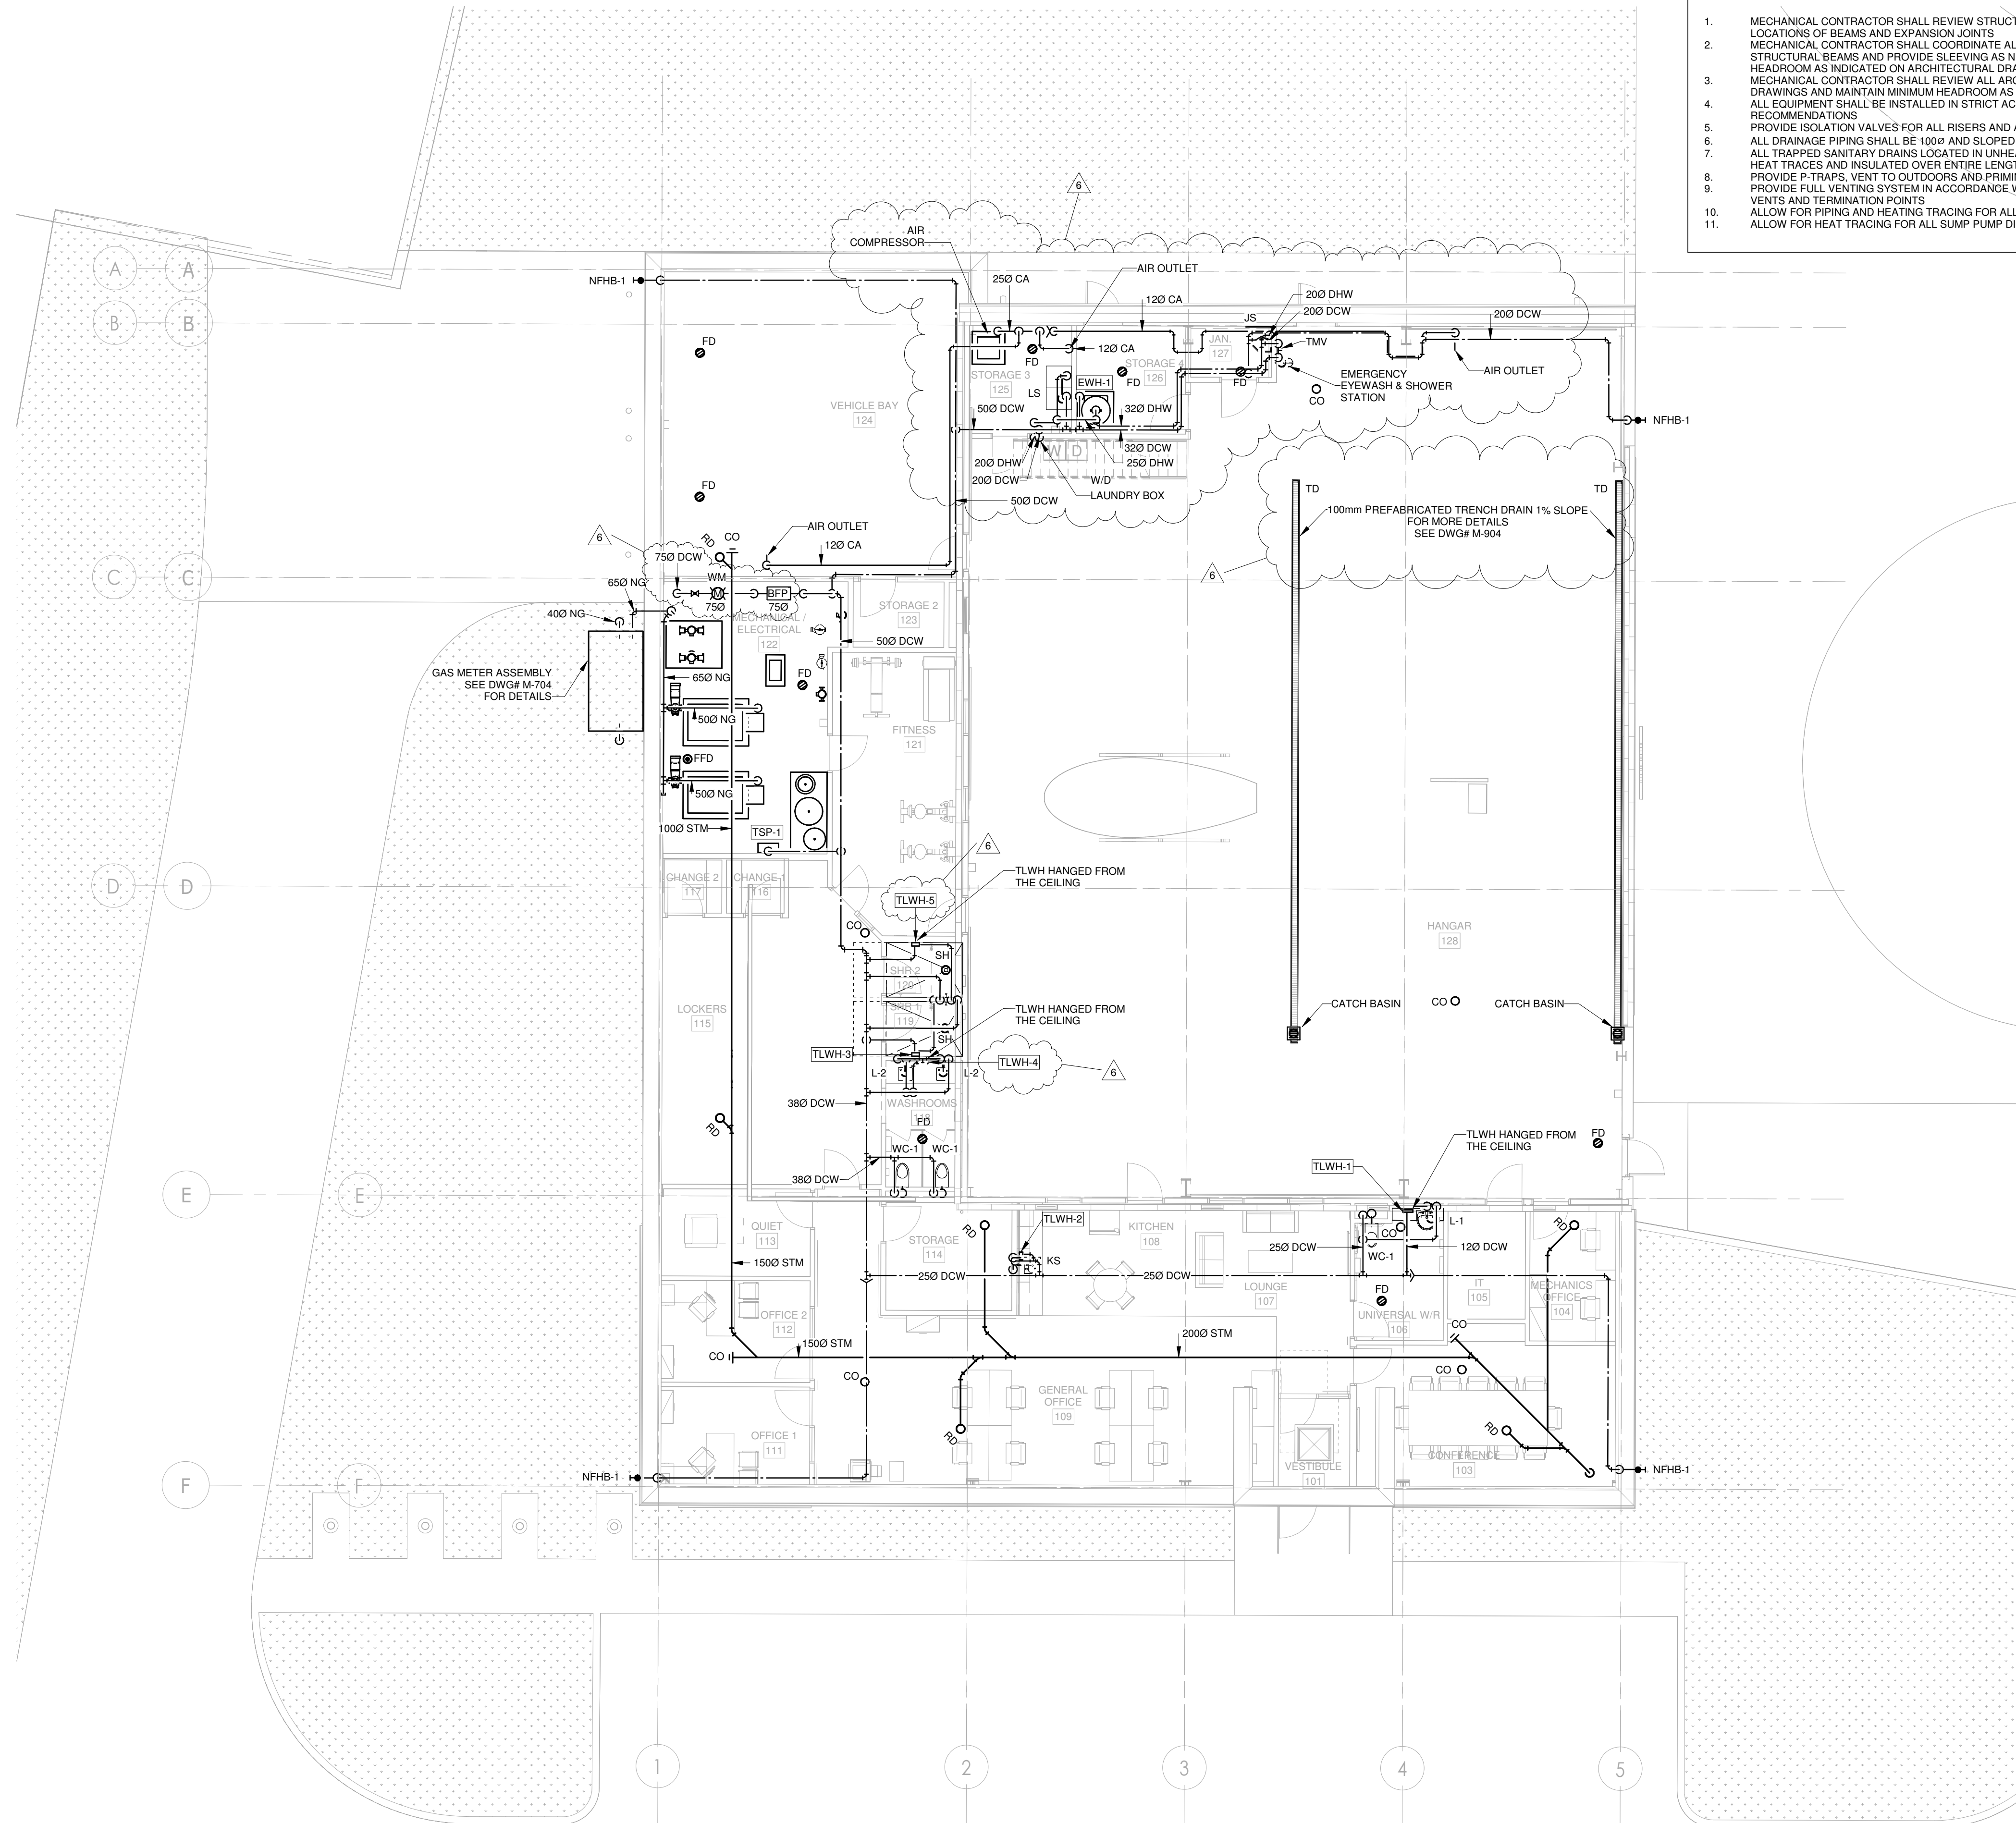 1. MECHANICAL CONTRACTOR SHALL REVIEW STRUCT
LOCATIONS OF BEAMS AND EXPANSION JOINTS
2. MECHANICAL CONTRACTOR SHALL COORDINATE AL
STRUCTURAL BEAMS AND PROVIDE SLEEVING AS N
HEADROOM AS INDICATED ON ARCHITECTURAL DRA
3. MECHANICAL CONTRACTOR SHALL REVIEW ALL ARC
DRAWINGS AND MAINTAIN MINIMUM HEADROOM AS
4. ALL EQUIPMENT SHALL BE INSTALLED IN STRICT AC
RECOMMENDATIONS
5. PROVIDE ISOLATION VALVES FOR ALL RISERS AND A
6. ALL DRAINAGE PIPING SHALL BE 100Ø AND SLOPED
7. ALL TRAPPED SANITARY DRAINS LOCATED IN UNHEA
HEAT TRACES AND INSULATED OVER ENTIRE LENGT
8. PROVIDE P-TRAPS, VENT TO OUTDOORS AND PRIMIN
9. PROVIDE FULL VENTING SYSTEM IN ACCORDANCE W
VENTS AND TERMINATION POINTS
10. ALLOW FOR PIPING AND HEATING TRACING FOR ALL
11. ALLOW FOR HEAT TRACING FOR ALL SUMP PUMP DI
6
AIR
COMPRESSOR
A A
NFHB-1
25Ø CA
AIR OUTLET
12Ø CA
20Ø DHW
20Ø DCW
20Ø DCW
JS
B B
FD
FD
12Ø CA
JAN.
127
TMV
STORAGE 3
125
STORAGE 4
126
FD
FD
AIR OUTLET
EMERGENCY
EYEWASH & SHOWER
STATION
CO
LS
EWH-1
VEHICLE BAY
124
50Ø DCW
32Ø DHW
NFHB-1
W D
32Ø DCW
20Ø DHW
25Ø DHW
20Ø DCW
W/D
LAUNDRY BOX
FD
50Ø DCW
TD
TD
100mm PREFABRICATED TRENCH DRAIN 1% SLOPE
FOR MORE DETAILS
SEE DWG# M-904
6
RD
CO
AIR OUTLET
12Ø CA
6
C C
75Ø DCW
WM
65Ø NG
M
BFP
75Ø
75Ø
40Ø NG
MECHANICAL /
ELECTRICAL
122
STORAGE 2
123
50Ø DCW
GAS METER ASSEMBLY
SEE DWG# M-704
FOR DETAILS
65Ø NG
FD
50Ø NG
FITNESS
121
FFD
50Ø NG
100Ø STM
TSP-1
6
D D
CHANGE 2
117
CHANGE 1
116
TLWH HANGED FROM
THE CEILING
TLWH-5
CO
HANGAR
128
SH
SHR 2
120
LOCKERS
115
SHR 1
119
TLWH HANGED FROM
THE CEILING
CATCH BASIN
CO
CATCH BASIN
SH
TLWH-3
TLWH-4
6
L-2
L-2
38Ø DCW
WASHROOMS
118
FD
RD
WC-1
WC-1
38Ø DCW
TLWH HANGED FROM
THE CEILING
FD
TLWH-1
E E
QUIET
113
STORAGE
114
RD
TLWH-2
KITCHEN
108
KS
L-1
CO
RD
150Ø STM
25Ø DCW
25Ø DCW
25Ø DCW
WC-1
12Ø DCW
LOUNGE
107
FD
IT
105
MECHANICS
OFFICE
104
OFFICE 2
112
UNIVERSAL W/R
106
CO
150Ø STM
200Ø STM
CO
CO
CO
GENERAL
OFFICE
109
RD
RD
OFFICE 1
111
CONFERENCE
103
VESTIBULE
101
NFHB-1
NFHB-1
F F
1 2 3 4 5